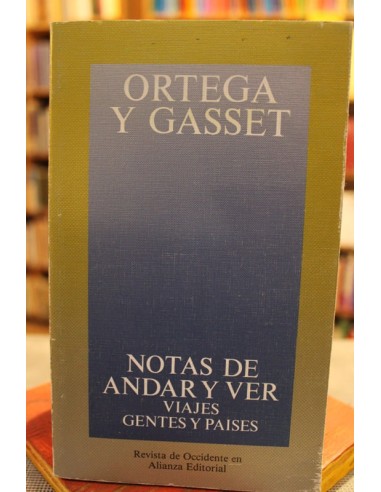 ORTEGA
Y GASSET
NOTAS DE
ANDAR Y VER
VIAJES
GENTES Y PAISES
Revista de Occidente en
Alianza Editorial